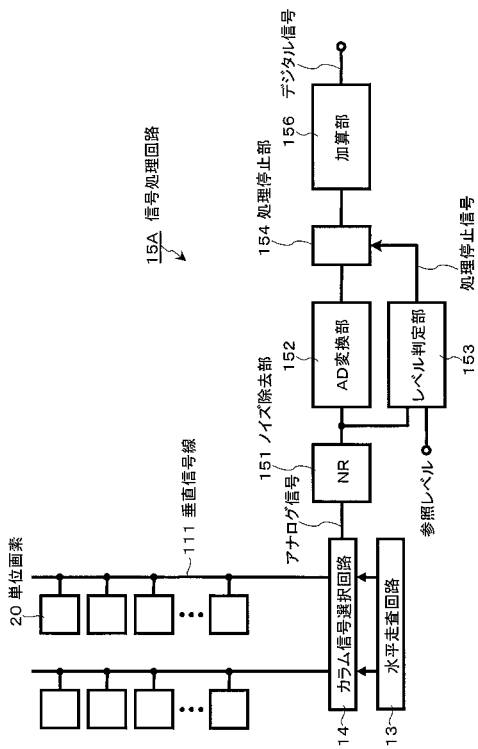 15A 信号処理回路
20 単位画素
111 垂直信号線
アナログ信号
151 ノイズ除去部
NR
152
AD変換部
154 処理停止部
156
加算部
デジタル信号
14
カラム信号選択回路
13
水平走査回路
参照レベル
レベル判定部
153
処理停止信号